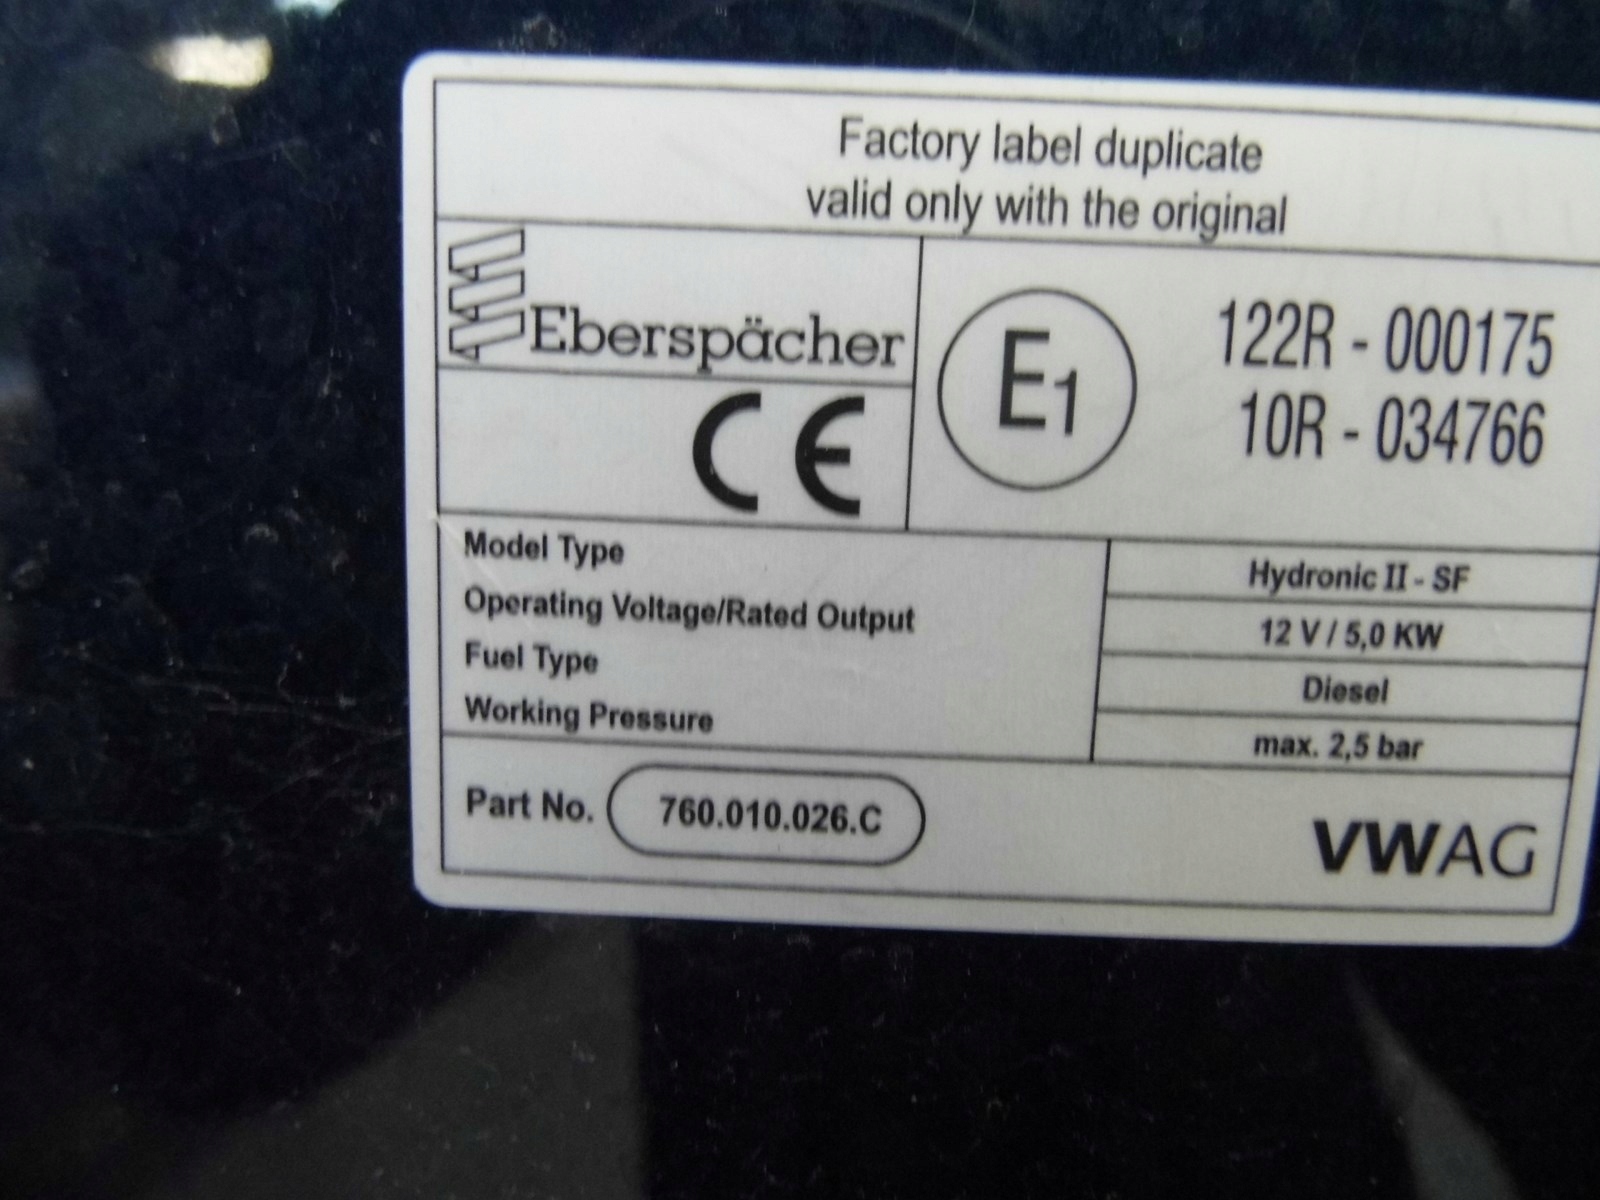 Factory label duplicate
valid only with the original
Eberspächer
CE
E1
122R - 000175
10R - 034766
Model Type
Hydronic II - SF
Operating Voltage/Rated Output
12 V / 5,0 KW
Fuel Type
Diesel
Working Pressure
max. 2,5 bar
Part No. 760.010.026.C
VWAG